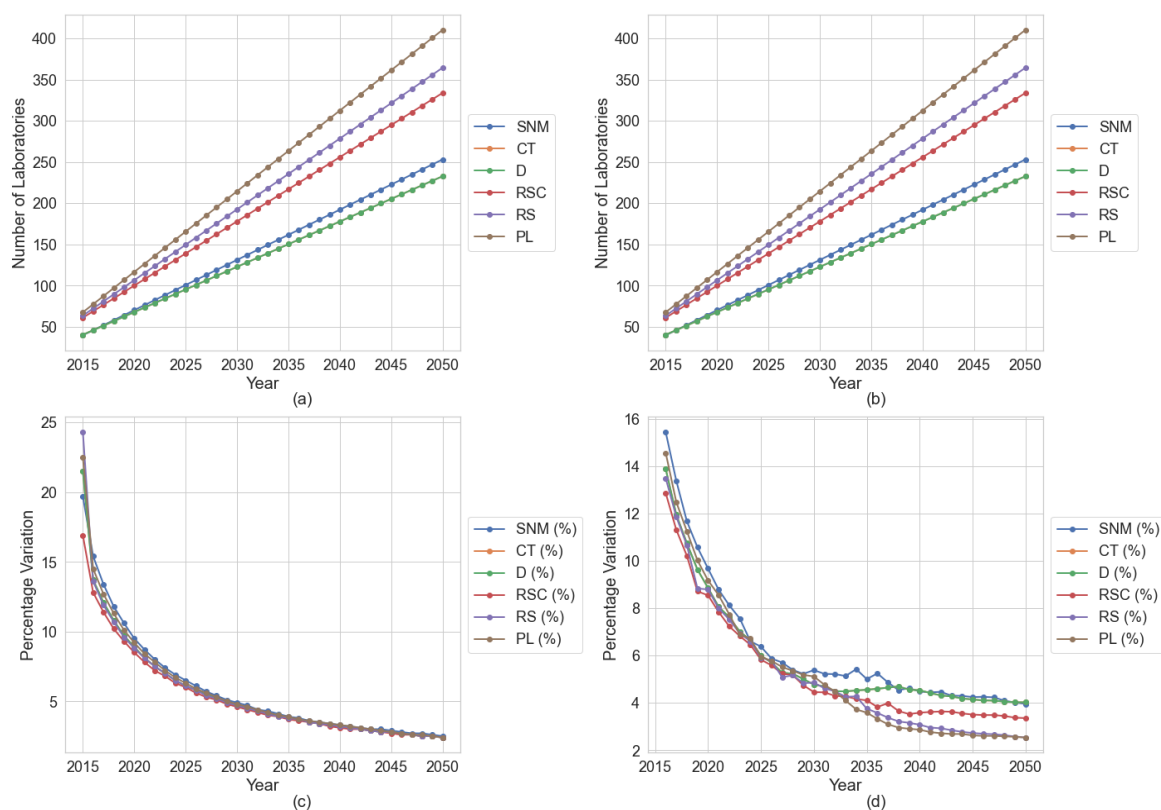 Number of Laboratories
400
350
300
250
200
150
100
50
2015 2020 2025 2030 2035 2040 2045 2050
Year
(a)
SNM
CT
D
RSC
RS
PL
Number of Laboratories
400
350
300
250
200
150
100
50
2015 2020 2025 2030 2035 2040 2045 2050
Year
(b)
SNM
CT
D
RSC
RS
PL
Percentage Variation
25
20
15
10
5
2015 2020 2025 2030 2035 2040 2045 2050
Year
(c)
SNM (%)
CT (%)
D (%)
RSC (%)
RS (%)
PL (%)
Percentage Variation
16
14
12
10
8
6
4
2
2015 2020 2025 2030 2035 2040 2045 2050
Year
(d)
SNM (%)
CT (%)
D (%)
RSC (%)
RS (%)
PL (%)